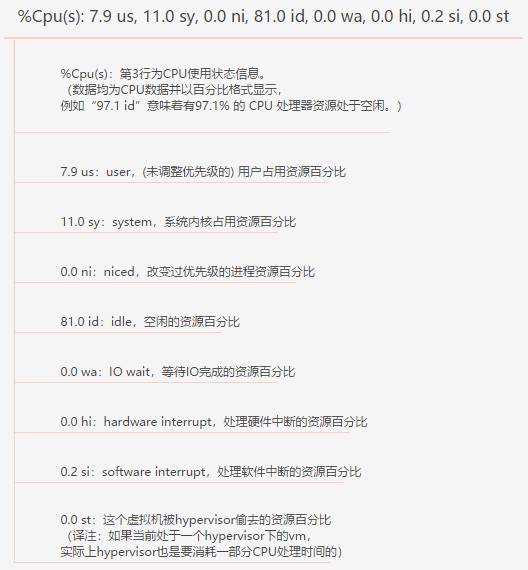 %Cpu(s): 7.9 us, 11.0 sy, 0.0 ni, 81.0 id, 0.0 wa, 0.0 hi, 0.2 si, 0.0 st
%Cpu(s)：第3行为CPU使用状态信息。
（数据均为CPU数据并以百分比格式显示，
例如“97.1 id”意味着有97.1% 的 CPU 处理器资源处于空闲。）
7.9 us：user，(未调整优先级的) 用户占用资源百分比
11.0 sy：system，系统内核占用资源百分比
0.0 ni：niced，改变过优先级的进程资源百分比
81.0 id：idle，空闲的资源百分比
0.0 wa：IO wait，等待IO完成的资源百分比
0.0 hi：hardware interrupt，处理硬件中断的资源百分比
0.2 si：software interrupt，处理软件中断的资源百分比
0.0 st：这个虚拟机被hypervisor偷去的资源百分比
（译注：如果当前处于一个hypervisor下的vm，
实际上hypervisor也是要消耗一部分CPU处理时间的）